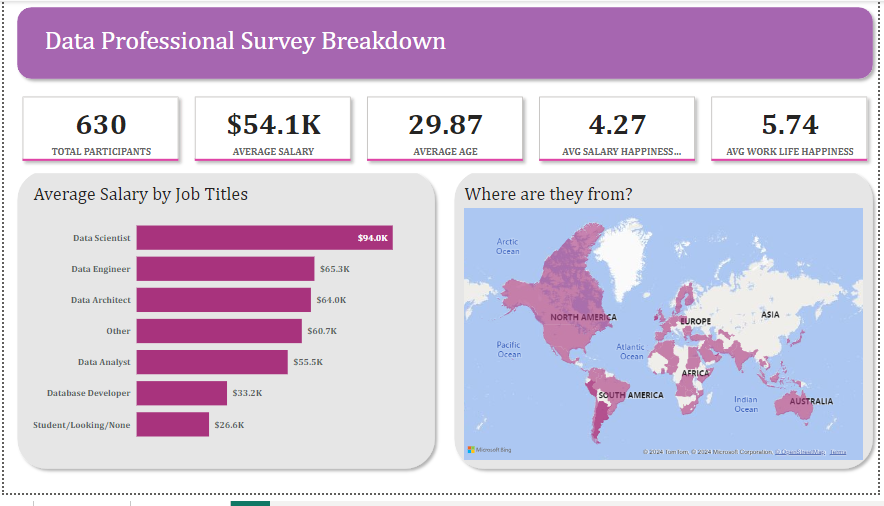 Data Professional Survey Breakdown
630
TOTAL PARTICIPANTS
$54.1K
AVERAGE SALARY
29.87
AVERAGE AGE
4.27
AVG SALARY HAPPINESS...
5.74
AVG WORK LIFE HAPPINESS
Average Salary by Job Titles
Data Scientist $94.0K
Data Engineer $65.3K
Data Architect $64.0K
Other $60.7K
Data Analyst $55.5K
Database Developer $33.2K
Student/Looking/None $26.6K
Where are they from?
Arctic
Ocean
NORTH AMERICA
EUROPE
ASIA
Pacific
Ocean
Atlantic
Ocean
AFRICA
SOUTH AMERICA
Indian
Ocean
AUSTRALIA
Microsoft Bing
© 2024 TomTom, © 2024 Microsoft Corporation, © OpenStreetMap Terms